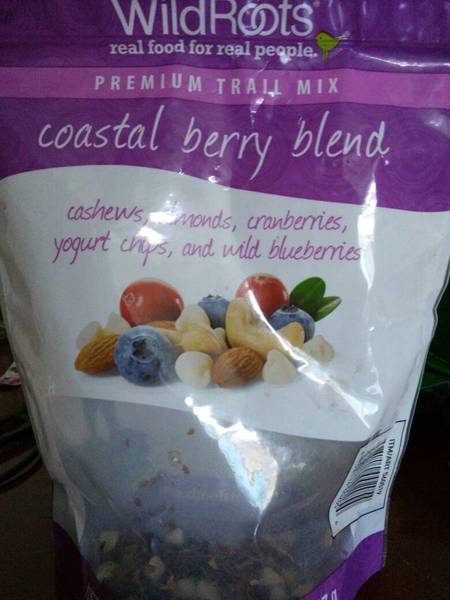 WildRoots
real food for real people.
PREMIUM TRAIL MIX
coastal berry blend
cashews, almonds, cranberries,
yogurt chips, and wild blueberries